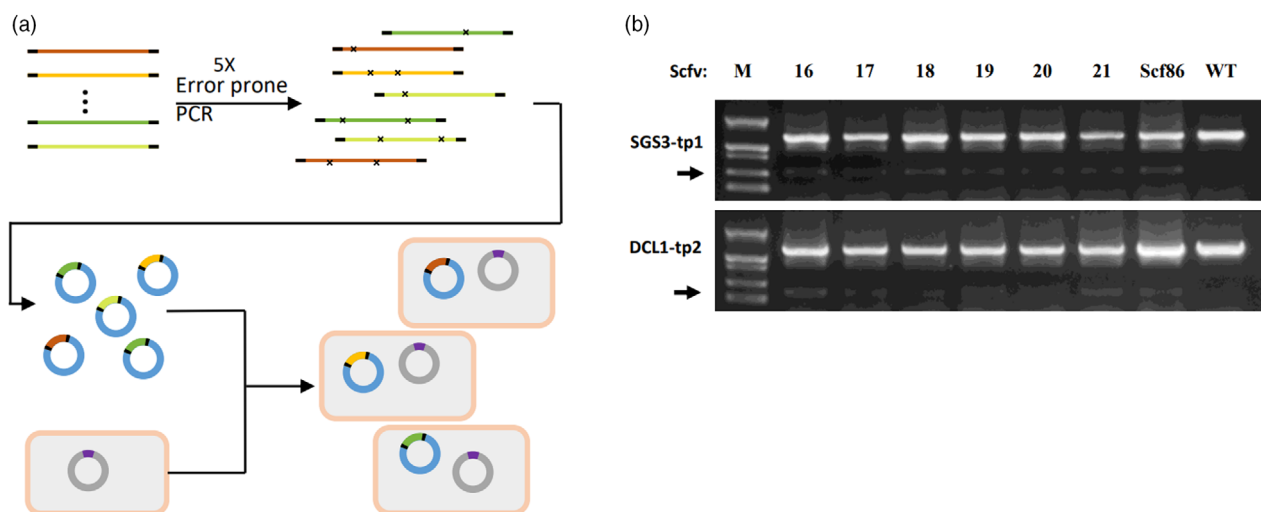 (a)
5X
Error prone
PCR
(b)
Scfv: M 16 17 18 19 20 21 Scf86 WT
SGS3-tp1
DCL1-tp2